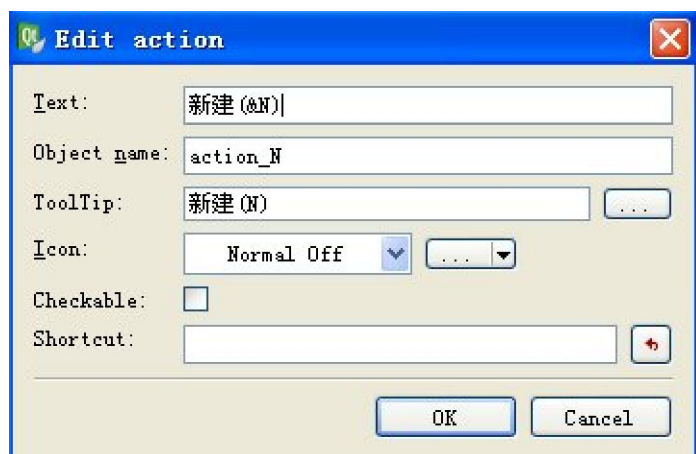 Edit action
Text: 新建(&N)
Object name: action_N
ToolTip: 新建(N) ...
Icon: Normal Off ...
Checkable:
Shortcut:
OK Cancel